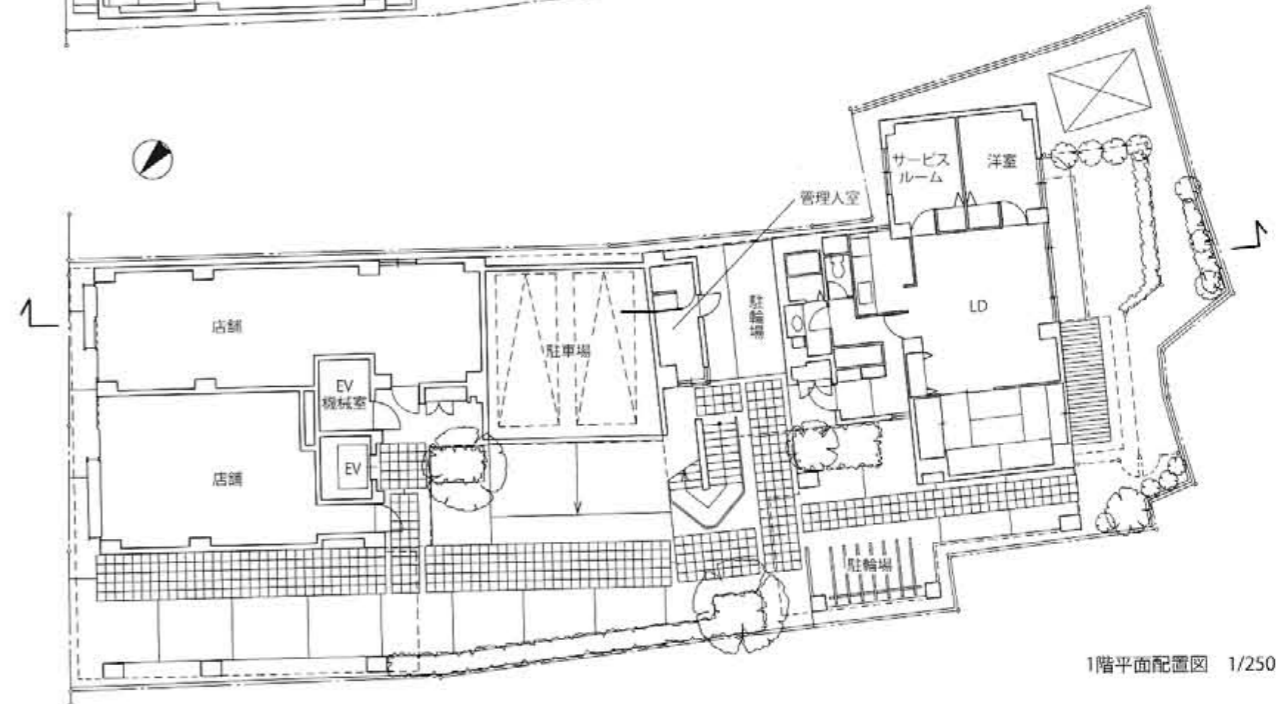 サービス
ルーム
洋室
管理人室
店舗
駐車場
駐輪場
LD
EV
機械室
EV
店舗
駐輪場
1階平面配置図 1/250